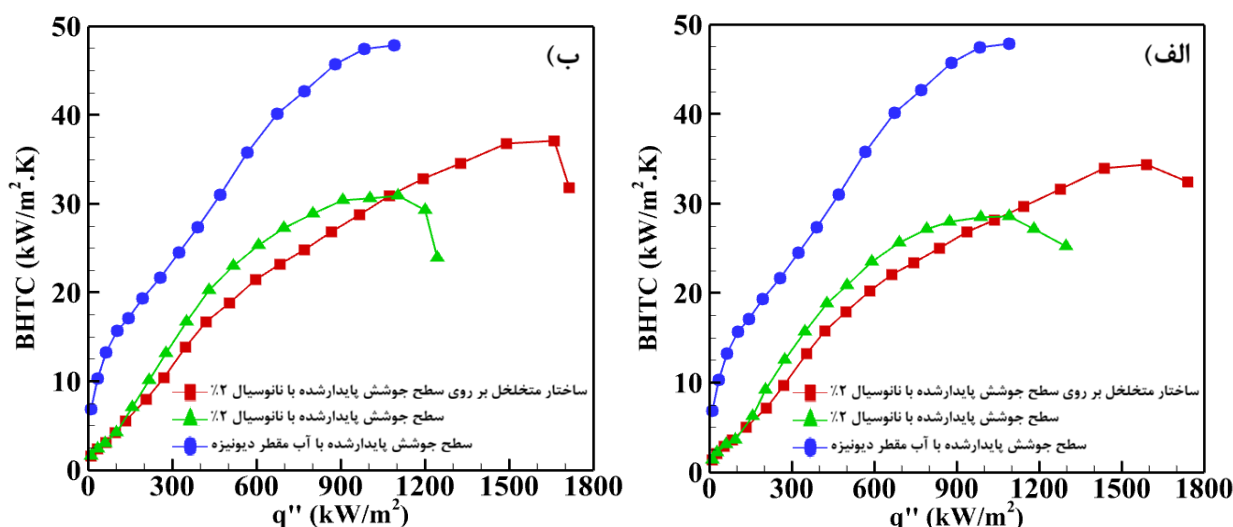 الف)
BHTC (kW/m².K)
50
40
30
20
10
0
ساختار متخلخل بر روی سطح جوشش پایدارشده با نانوسیال ۲٪
سطح جوشش پایدارشده با نانوسیال ۲٪
سطح جوشش پایدارشده با آب مقطر دیونیزه
0 300 600 900 1200 1500 1800
q'' (kW/m²)
ب)
BHTC (kW/m².K)
50
40
30
20
10
0
ساختار متخلخل بر روی سطح جوشش پایدارشده با نانوسیال ۲٪
سطح جوشش پایدارشده با نانوسیال ۲٪
سطح جوشش پایدارشده با آب مقطر دیونیزه
0 300 600 900 1200 1500 1800
q'' (kW/m²)